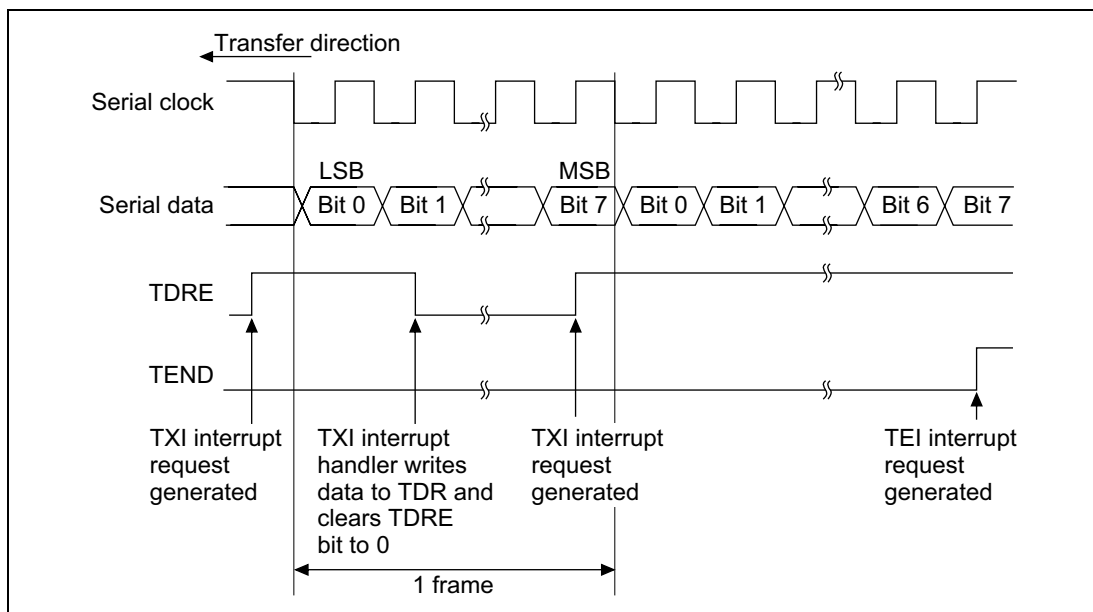 Transfer direction
Serial clock
LSB
MSB
Serial data
Bit 0
Bit 1
Bit 7
Bit 0
Bit 1
Bit 6
Bit 7
TDRE
TEND
TXI interrupt
request
generated
TXI interrupt
handler writes
data to TDR and
clears TDRE
bit to 0
TXI interrupt
request
generated
TEI interrupt
request
generated
1 frame